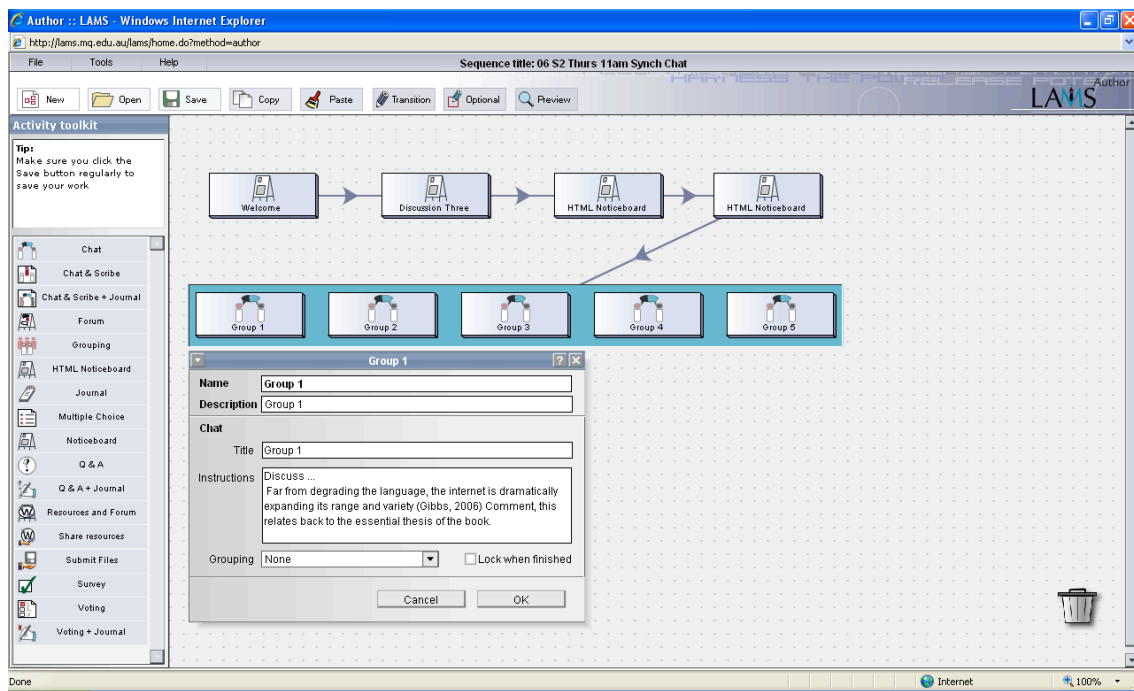 Author :: LAMS - Windows Internet Explorer
http://lams.mq.edu.au/lams/home.do?method=author
File Tools Help Sequence title: 06 S2 Thurs 11am Synch Chat
HARNESS THE RELEASE
Author
New Open Save Copy Paste Transition Optional Preview
LAMS
Activity toolkit
Tip:
Make sure you click the
Save button regularly to
save your work
Welcome Discussion Three HTML Noticeboard HTML Noticeboard
Chat
Chat & Scribe
Chat & Scribe + Journal
Forum
Grouping
HTML Noticeboard
Journal
Multiple Choice
Noticeboard
Q & A
Q & A + Journal
Resources and Forum
Share resources
Submit Files
Survey
Voting
Voting + Journal
Group 1 Group 2 Group 3 Group 4 Group 5
Group 1
Name Group 1
Description Group 1
Chat
Title Group 1
Instructions Discuss ...
Far from degrading the language, the internet is dramatically
expanding its range and variety (Gibbs, 2006) Comment, this
relates back to the essential thesis of the book.
Grouping None Lock when finished
Cancel OK
Done Internet 100%